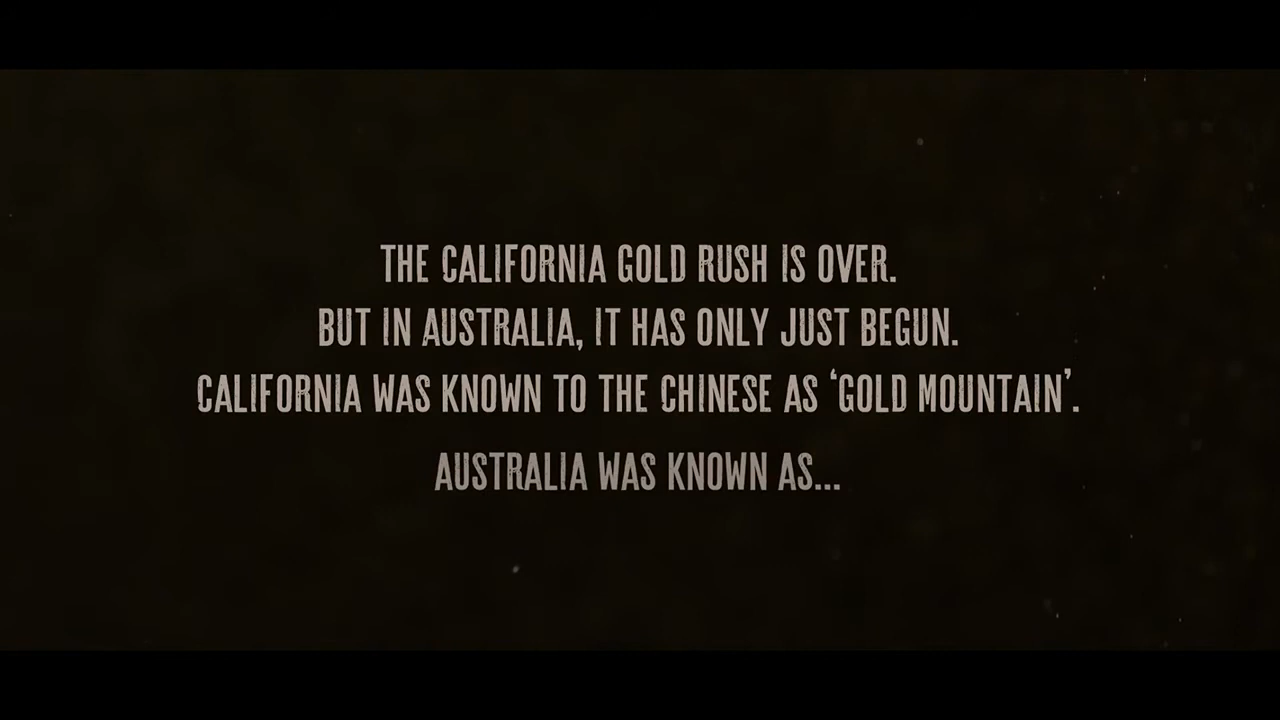 THE CALIFORNIA GOLD RUSH IS OVER.
BUT IN AUSTRALIA, IT HAS ONLY JUST BEGUN.
CALIFORNIA WAS KNOWN TO THE CHINESE AS ‘GOLD MOUNTAIN’.
AUSTRALIA WAS KNOWN AS...